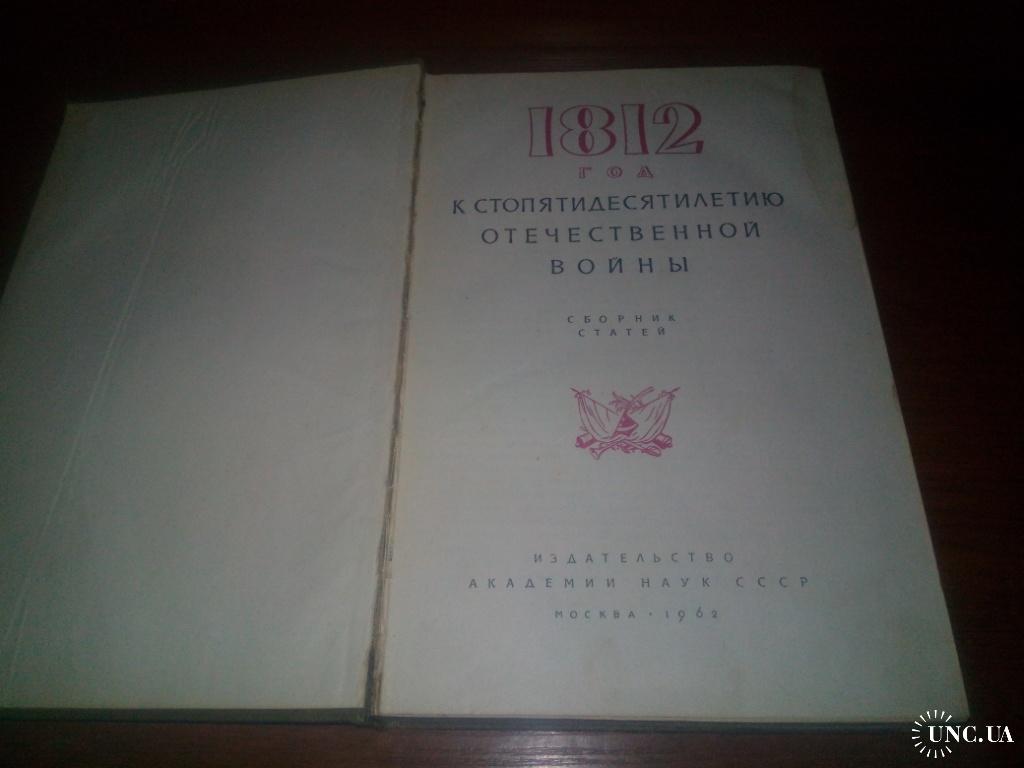 1812
ГОД
К СТОПЯТИДЕСЯТИЛЕТИЮ
ОТЕЧЕСТВЕННОЙ
ВОЙНЫ
СБОРНИК
СТАТЕЙ
ИЗДАТЕЛЬСТВО
АКАДЕМИИ НАУК СССР
МОСКВА · 1962
UNC.UA